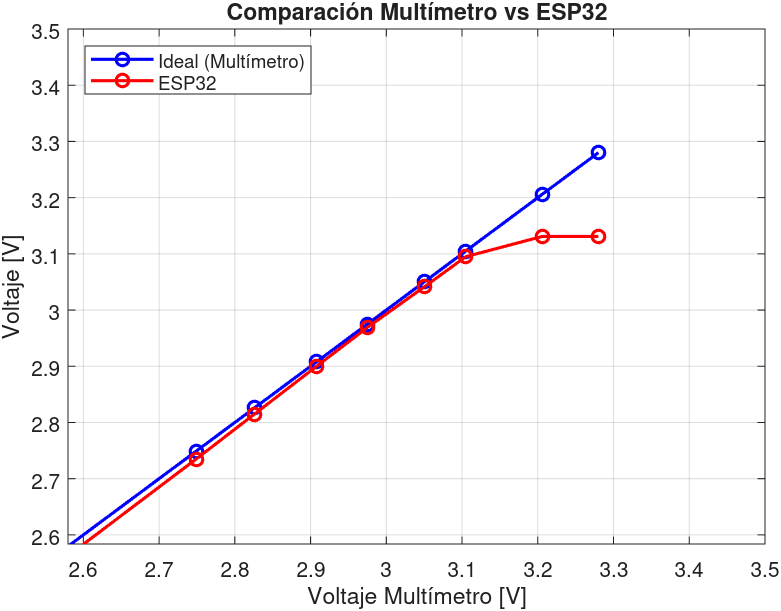 Comparación Multímetro vs ESP32
Ideal (Multímetro)
ESP32
3.5
3.4
3.3
3.2
3.1
3
2.9
2.8
2.7
2.6
Voltaje [V]
2.6 2.7 2.8 2.9 3 3.1 3.2 3.3 3.4 3.5
Voltaje Multímetro [V]